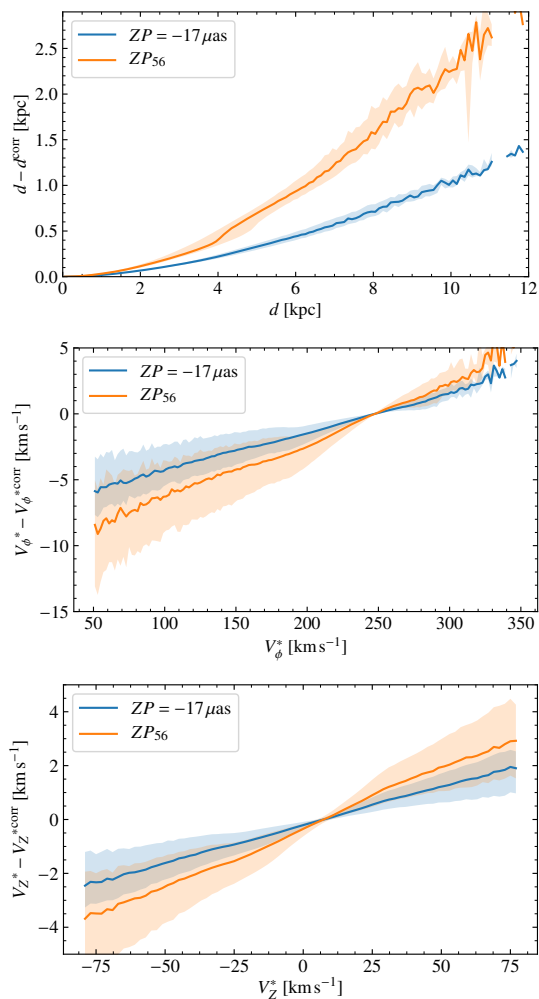 ZP = −17 μas
ZP₅₆
d − d^corr [kpc]
0.0 0.5 1.0 1.5 2.0 2.5
0 2 4 6 8 10 12
d [kpc]
ZP = −17 μas
ZP₅₆
V_ϕ^* − V_ϕ^*corr [km s⁻¹]
5 0 −5 −10 −15
50 100 150 200 250 300 350
V_ϕ^* [km s⁻¹]
ZP = −17 μas
ZP₅₆
V_Z^* − V_Z^*corr [km s⁻¹]
4 2 0 −2 −4
−75 −50 −25 0 25 50 75
V_Z^* [km s⁻¹]